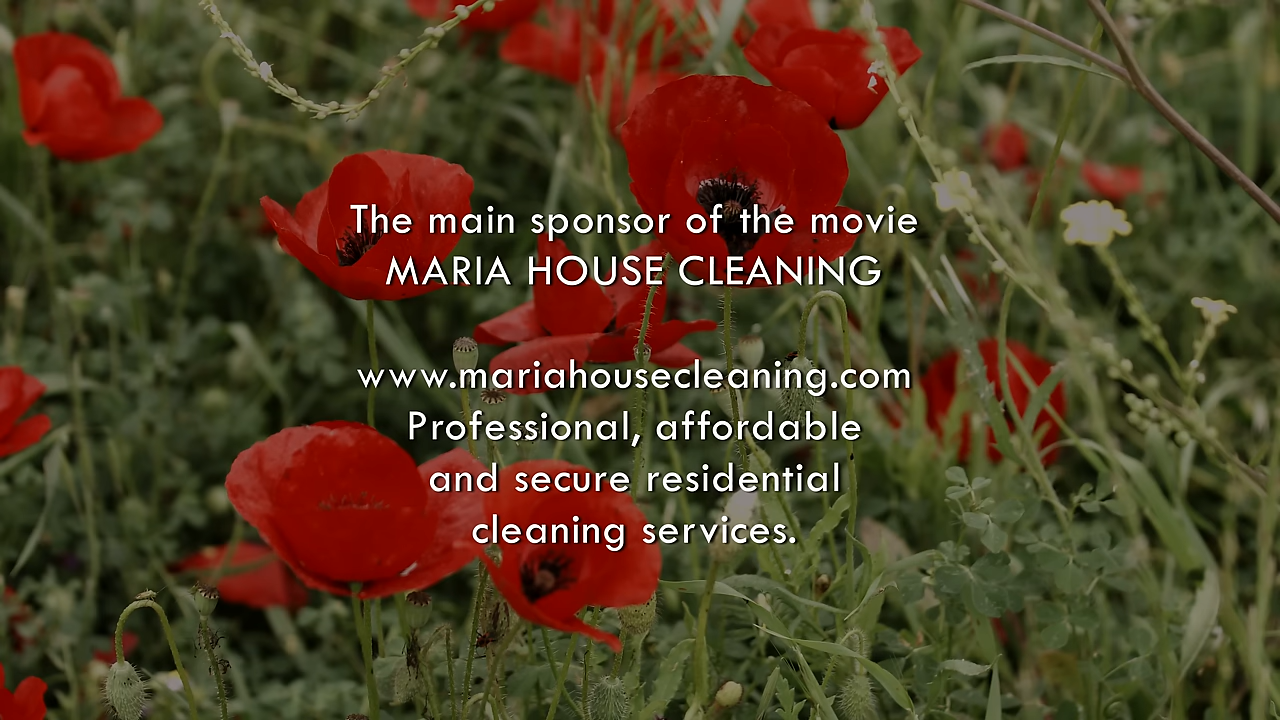 The main sponsor of the movie
MARIA HOUSE CLEANING
www.mariahousecleaning.com
Professional, affordable
and secure residential
cleaning services.